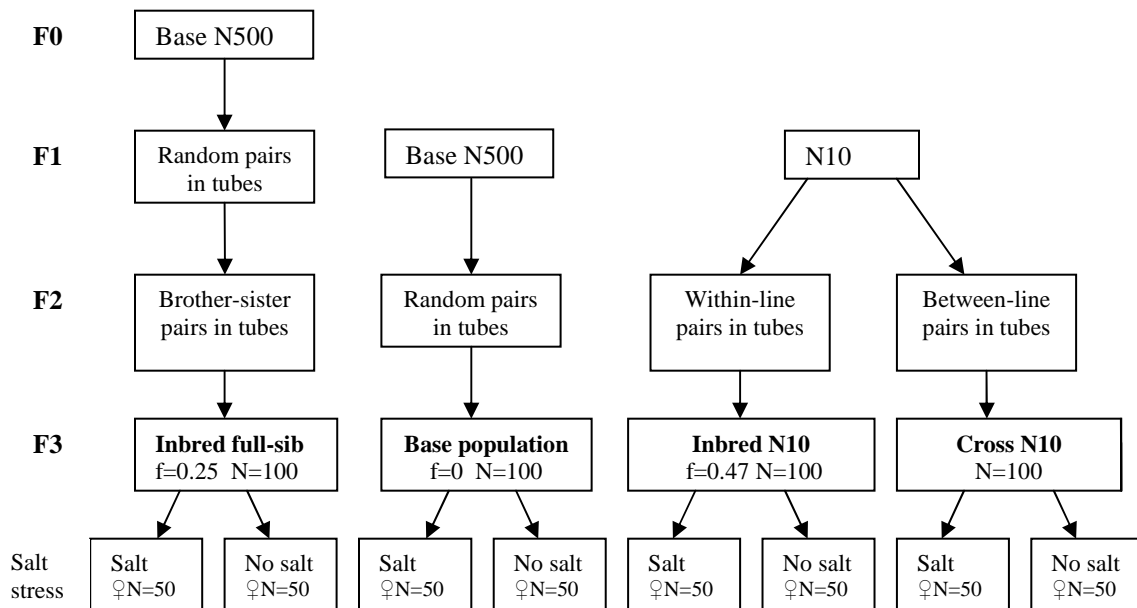 F0
Base N500
F1
Random pairs
in tubes
Base N500
N10
F2
Brother-sister
pairs in tubes
Random pairs
in tubes
Within-line
pairs in tubes
Between-line
pairs in tubes
F3
Inbred full-sib
f=0.25 N=100
Base population
f=0 N=100
Inbred N10
f=0.47 N=100
Cross N10
N=100
Salt
stress
Salt
♀N=50
No salt
♀N=50
Salt
♀N=50
No salt
♀N=50
Salt
♀N=50
No salt
♀N=50
Salt
♀N=50
No salt
♀N=50